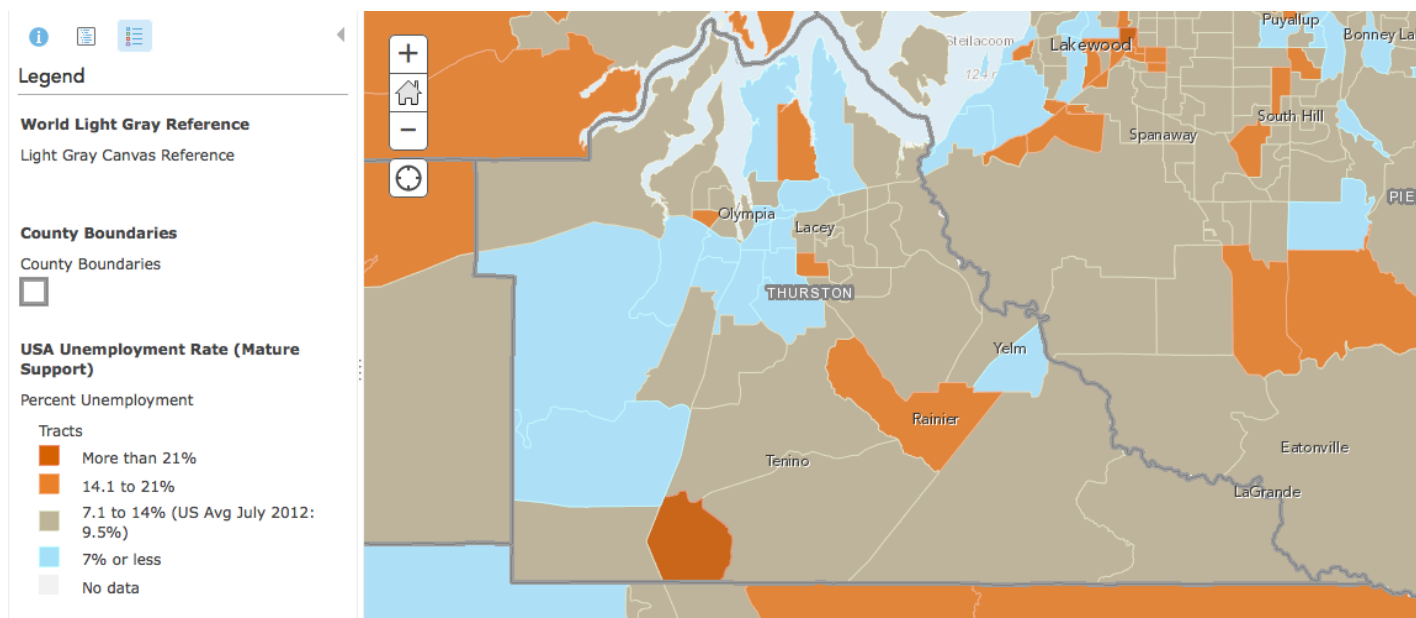 Legend
World Light Gray Reference
Light Gray Canvas Reference
County Boundaries
County Boundaries
USA Unemployment Rate (Mature
Support)
Percent Unemployment
Tracts
More than 21%
14.1 to 21%
7.1 to 14% (US Avg July 2012:
9.5%)
7% or less
No data
+
−
Steilacoom
Lakewood
Puyallup
Bonney La
Spanaway
South Hill
PIE
Olympia
Lacey
THURSTON
Yelm
Rainier
Tenino
Eatonville
LaGrande